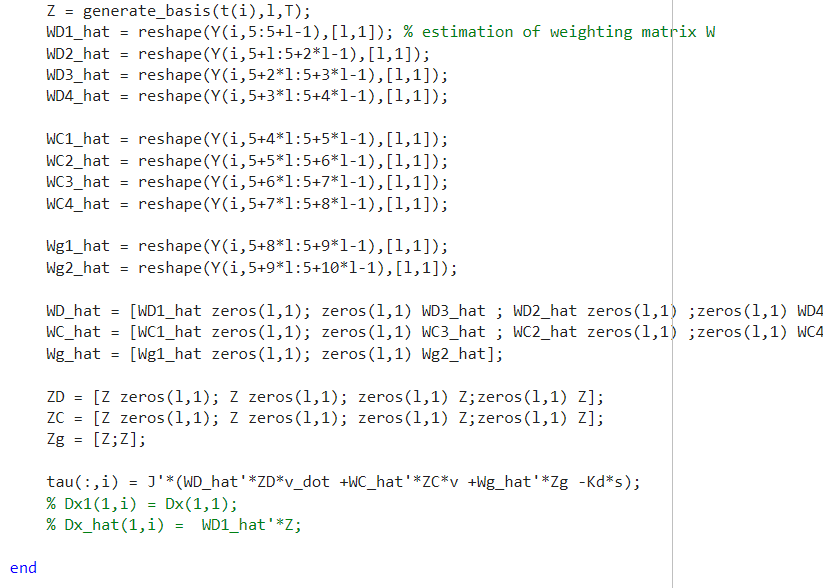 Z = generate_basis(t(i),l,T);
WD1_hat = reshape(Y(i,5:5+l-1),[l,1]); % estimation of weighting matrix W
WD2_hat = reshape(Y(i,5+l:5+2*l-1),[l,1]);
WD3_hat = reshape(Y(i,5+2*l:5+3*l-1),[l,1]);
WD4_hat = reshape(Y(i,5+3*l:5+4*l-1),[l,1]);
WC1_hat = reshape(Y(i,5+4*l:5+5*l-1),[l,1]);
WC2_hat = reshape(Y(i,5+5*l:5+6*l-1),[l,1]);
WC3_hat = reshape(Y(i,5+6*l:5+7*l-1),[l,1]);
WC4_hat = reshape(Y(i,5+7*l:5+8*l-1),[l,1]);
Wg1_hat = reshape(Y(i,5+8*l:5+9*l-1),[l,1]);
Wg2_hat = reshape(Y(i,5+9*l:5+10*l-1),[l,1]);
WD_hat = [WD1_hat zeros(l,1); zeros(l,1) WD3_hat ; WD2_hat zeros(l,1) ;zeros(l,1) WD4
WC_hat = [WC1_hat zeros(l,1); zeros(l,1) WC3_hat ; WC2_hat zeros(l,1) ;zeros(l,1) WC4
Wg_hat = [Wg1_hat zeros(l,1); zeros(l,1) Wg2_hat];
ZD = [Z zeros(l,1); Z zeros(l,1); zeros(l,1) Z;zeros(l,1) Z];
ZC = [Z zeros(l,1); Z zeros(l,1); zeros(l,1) Z;zeros(l,1) Z];
Zg = [Z;Z];
tau(:,i) = J'*(WD_hat'*ZD*v_dot +WC_hat'*ZC*v +Wg_hat'*Zg -Kd*s);
% Dx1(1,i) = Dx(1,1);
% Dx_hat(1,i) =  WD1_hat'*Z;
end